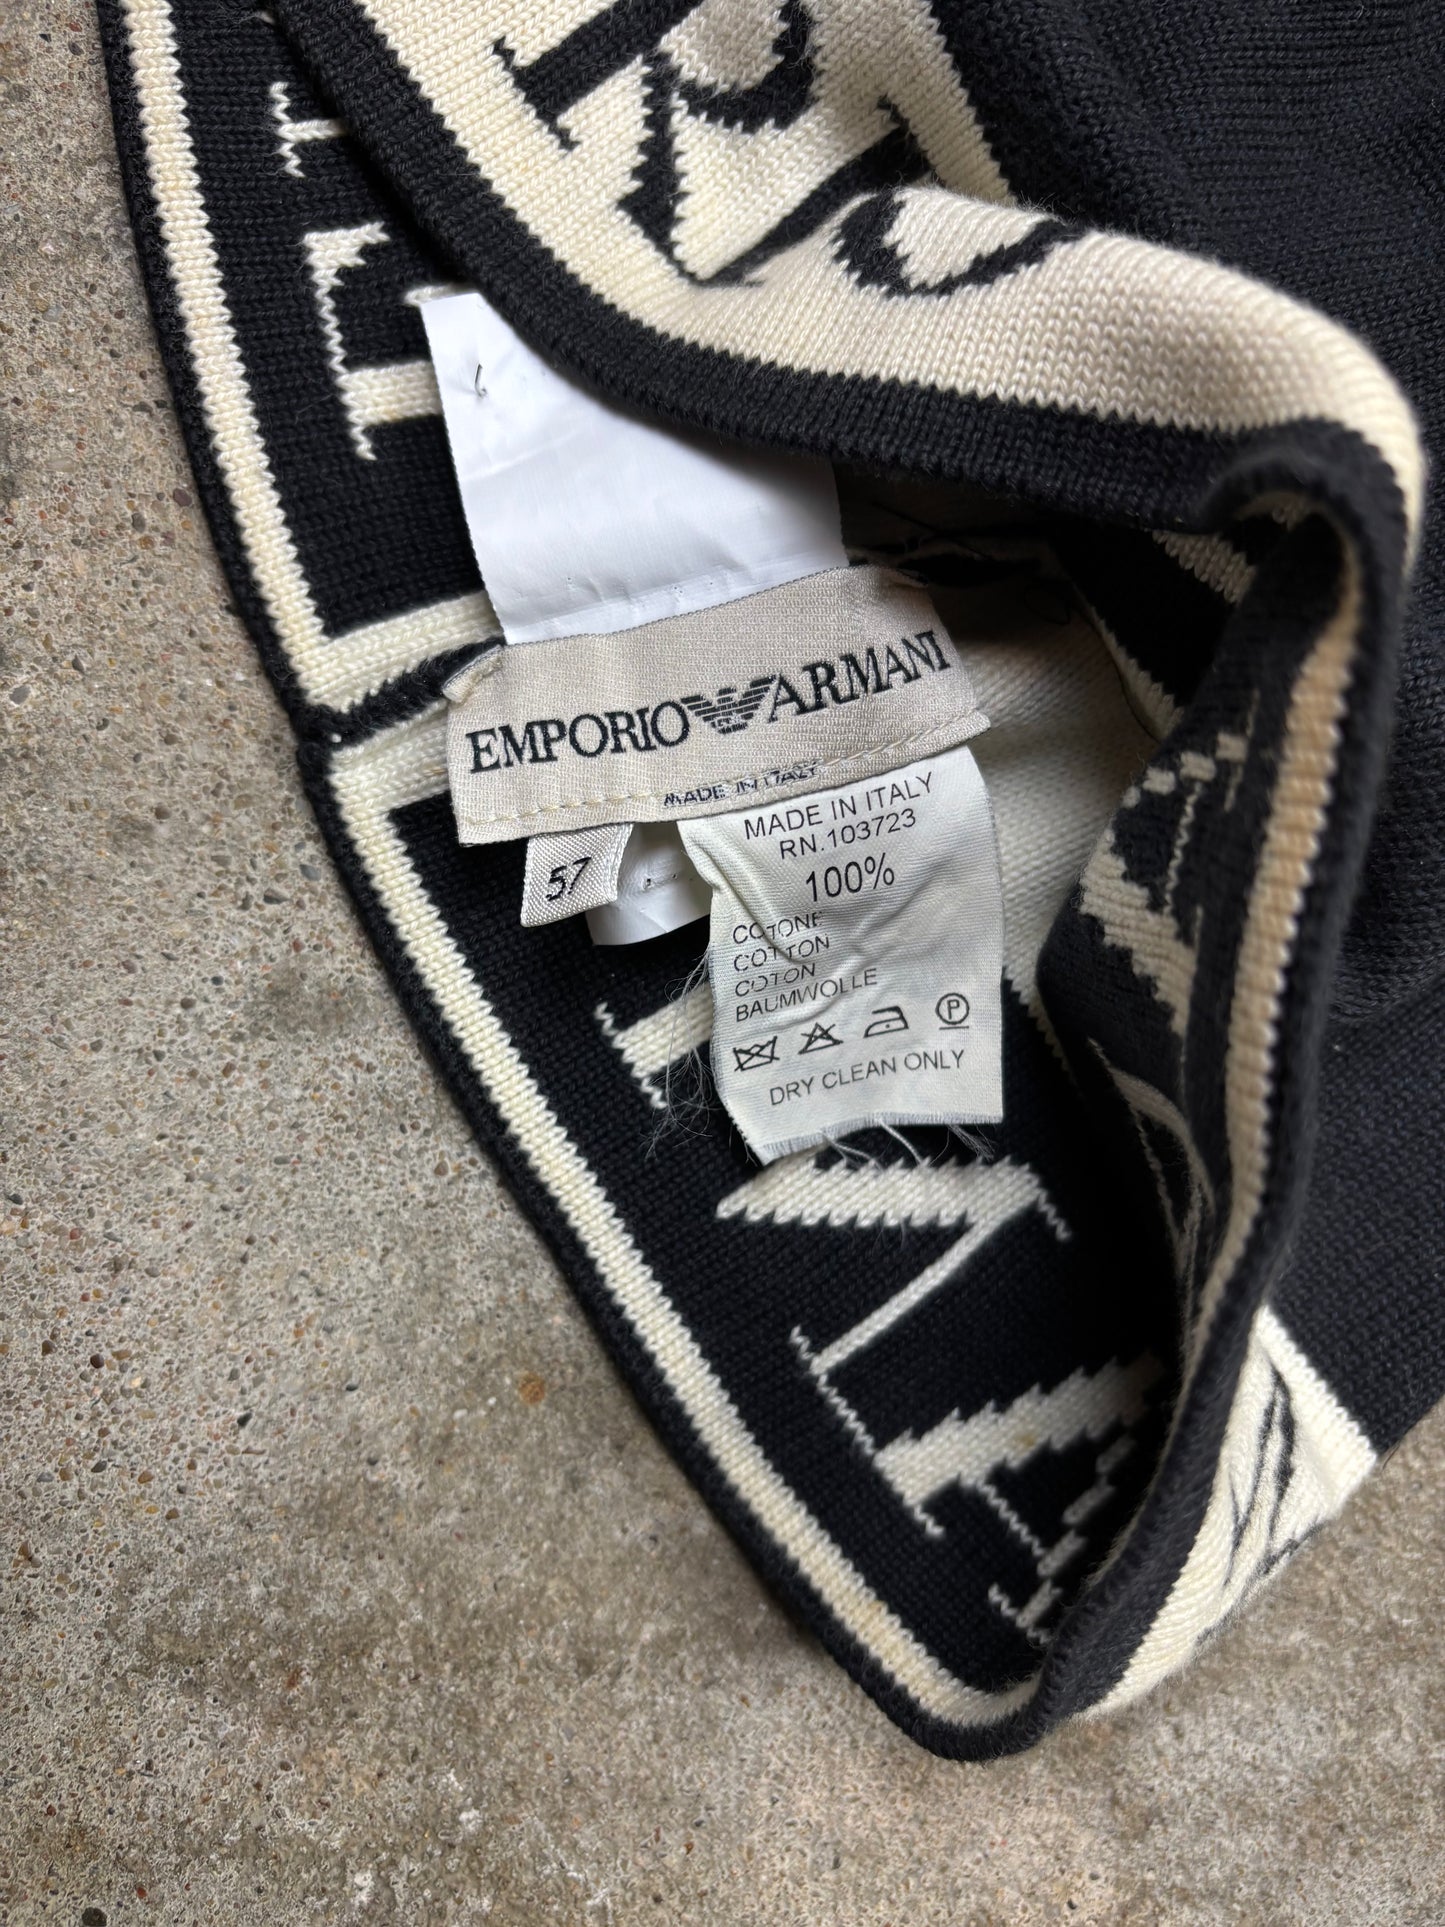 EMPORIO ARMANI
MADE IN ITALY
57
MADE IN ITALY
RN.103723
100%
COTONE
COTTON
COTON
BAUMWOLLE
P
DRY CLEAN ONLY